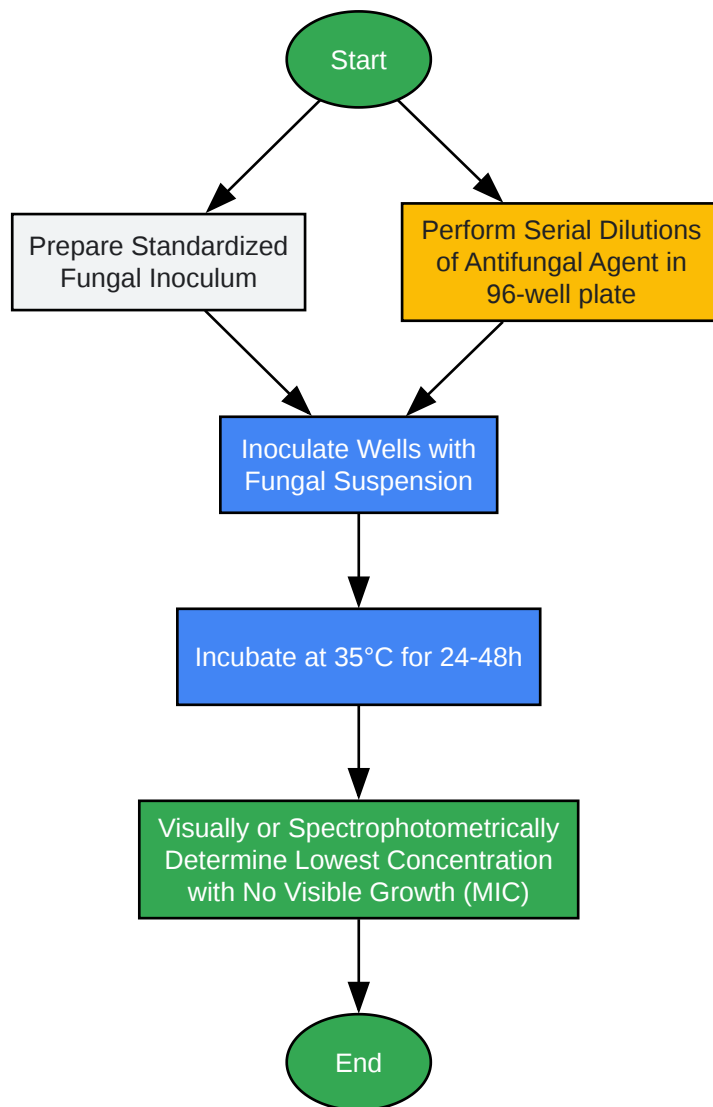 Start
Prepare Standardized
Fungal Inoculum
Perform Serial Dilutions
of Antifungal Agent in
96-well plate
Inoculate Wells with
Fungal Suspension
Incubate at 35°C for 24-48h
Visually or Spectrophotometrically
Determine Lowest Concentration
with No Visible Growth (MIC)
End